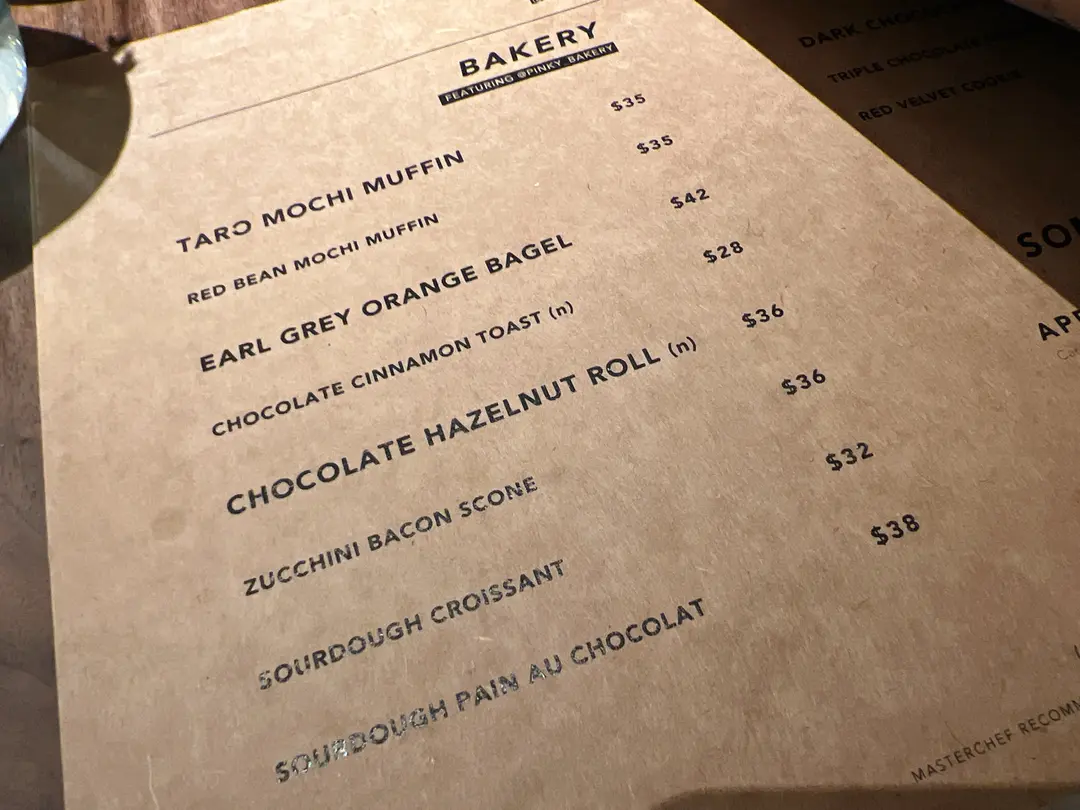 BAKERY
FEATURING @PINKY_BAKERY
TARO MOCHI MUFFIN $35
RED BEAN MOCHI MUFFIN $35
EARL GREY ORANGE BAGEL $42
CHOCOLATE CINNAMON TOAST (n) $28
CHOCOLATE HAZELNUT ROLL (n) $36
ZUCCHINI BACON SCONE $36
SOURDOUGH CROISSANT $32
SOURDOUGH PAIN AU CHOCOLAT $38
DARK
TRIPLE CHOCOLATE
RED VELVET COOKIE
MASTERCHEF